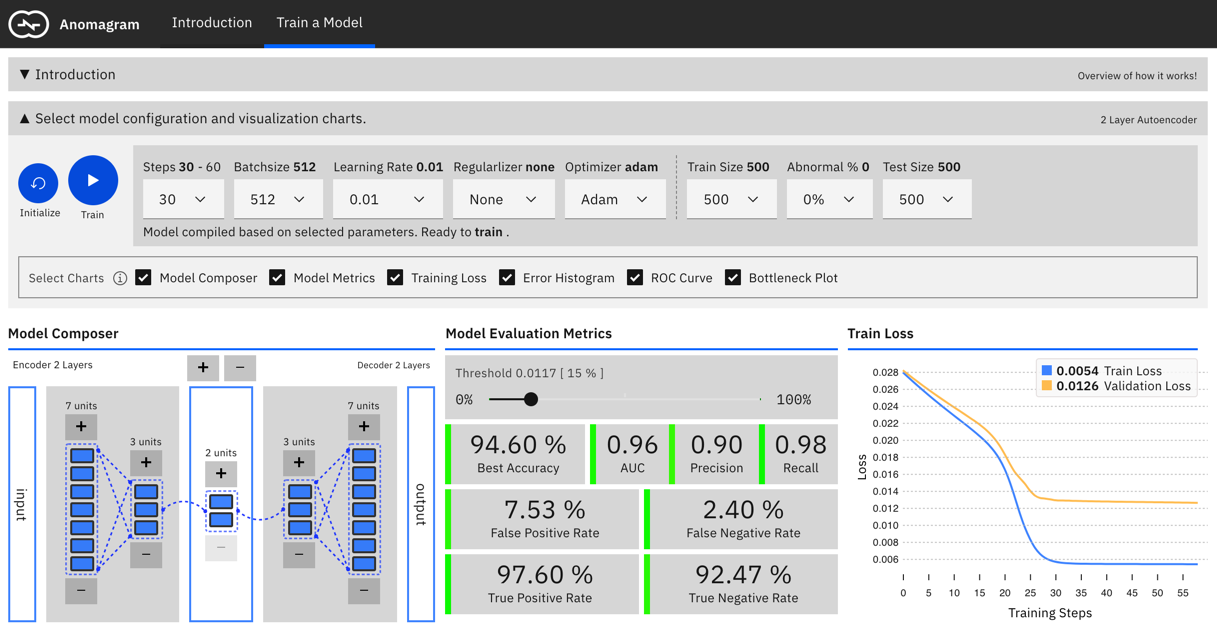 Anomagram Introduction Train a Model
▼ Introduction Overview of how it works!
▲ Select model configuration and visualization charts. 2 Layer Autoencoder
Steps 30 - 60 Batchsize 512 Learning Rate 0.01 Regularlizer none Optimizer adam Train Size 500 Abnormal % 0 Test Size 500
30 512 0.01 None Adam 500 0% 500
Initialize Train
Model compiled based on selected parameters. Ready to train .
Select Charts Model Composer Model Metrics Training Loss Error Histogram ROC Curve Bottleneck Plot
Model Composer
Encoder 2 Layers + − Decoder 2 Layers
7 units 7 units
+ +
3 units 2 units 3 units
+ + +
input output
− − −
− −
Model Evaluation Metrics
Threshold 0.0117 [ 15 % ]
0% 100%
94.60 % 0.96 0.90 0.98
Best Accuracy AUC Precision Recall
7.53 % 2.40 %
False Positive Rate False Negative Rate
97.60 % 92.47 %
True Positive Rate True Negative Rate
Train Loss
0.0054 Train Loss
0.0126 Validation Loss
0.028
0.026
0.024
0.022
0.020
0.018
0.016
0.014
0.012
0.010
0.008
0.006
Loss
0 5 10 15 20 25 30 35 40 45 50 55
Training Steps